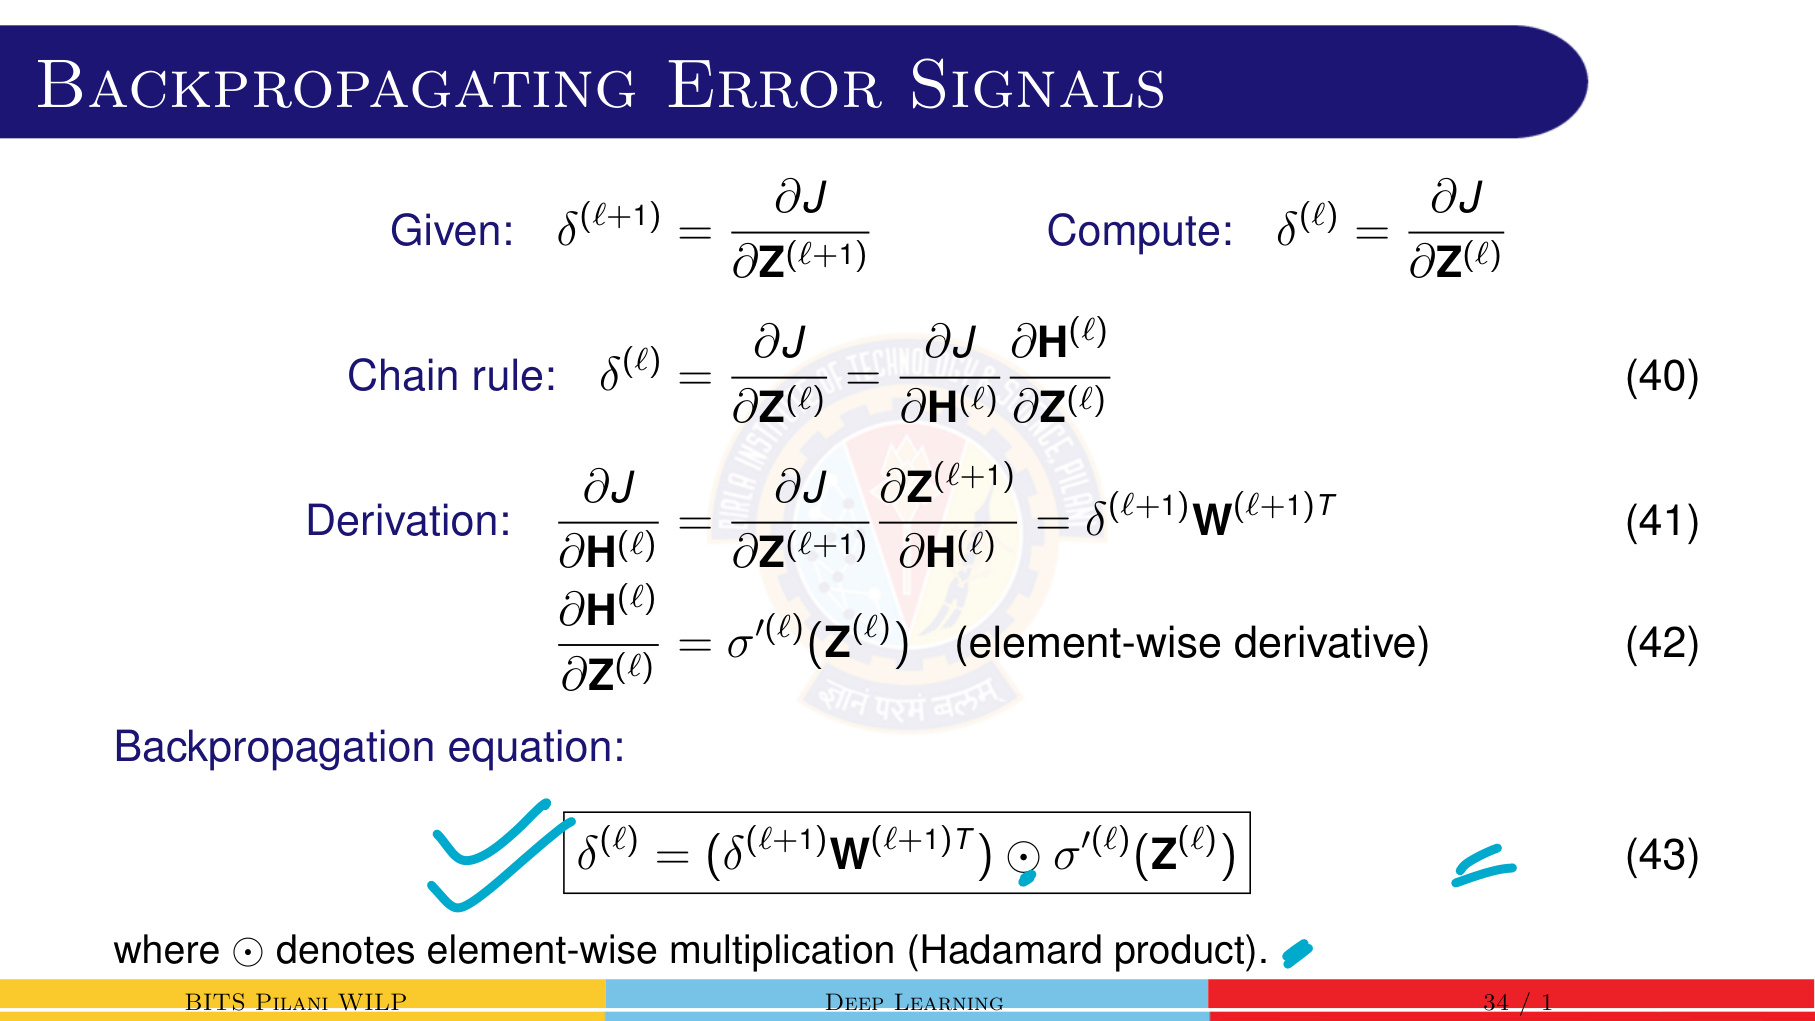 Backpropagating Error Signals
Given: δ^(ℓ+1) = ∂J / ∂Z^(ℓ+1) Compute: δ^(ℓ) = ∂J / ∂Z^(ℓ)
Chain rule: δ^(ℓ) = ∂J / ∂Z^(ℓ) = ∂J / ∂H^(ℓ) ∂H^(ℓ) / ∂Z^(ℓ) (40)
Derivation: ∂J / ∂H^(ℓ) = ∂J / ∂Z^(ℓ+1) ∂Z^(ℓ+1) / ∂H^(ℓ) = δ^(ℓ+1) W^(ℓ+1)T (41)
∂H^(ℓ) / ∂Z^(ℓ) = σ′^(ℓ)(Z^(ℓ)) (element-wise derivative) (42)
Backpropagation equation:
δ^(ℓ) = (δ^(ℓ+1) W^(ℓ+1)T) ⊙ σ′^(ℓ)(Z^(ℓ)) (43)
where ⊙ denotes element-wise multiplication (Hadamard product).
BITS Pilani WILP Deep Learning 34 / 1
ज्ञानं परमं बलम्